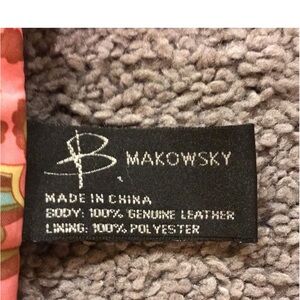 B. MAKOWSKY
MADE IN CHINA
BODY: 100% GENUINE LEATHER
LINING: 100% POLYESTER